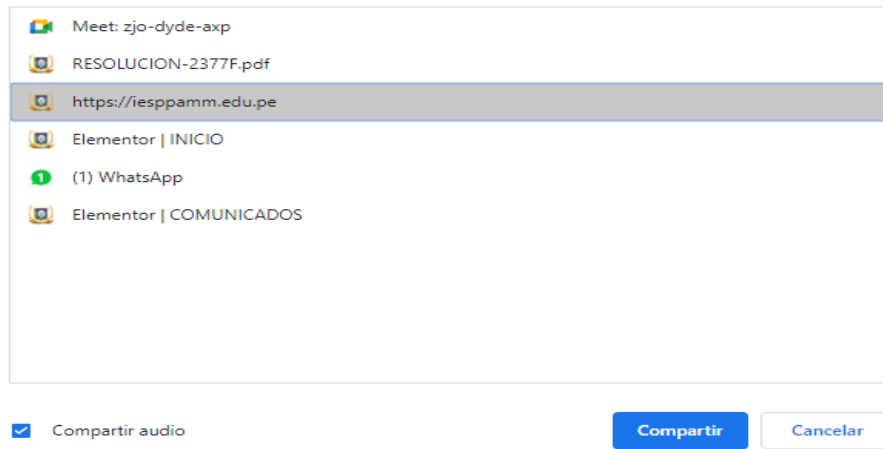 Meet: zjo-dyde-axp
RESOLUCION-2377F.pdf
https://iesppamm.edu.pe
Elementor | INICIO
1 (1) WhatsApp
Elementor | COMUNICADOS
Compartir audio Compartir Cancelar